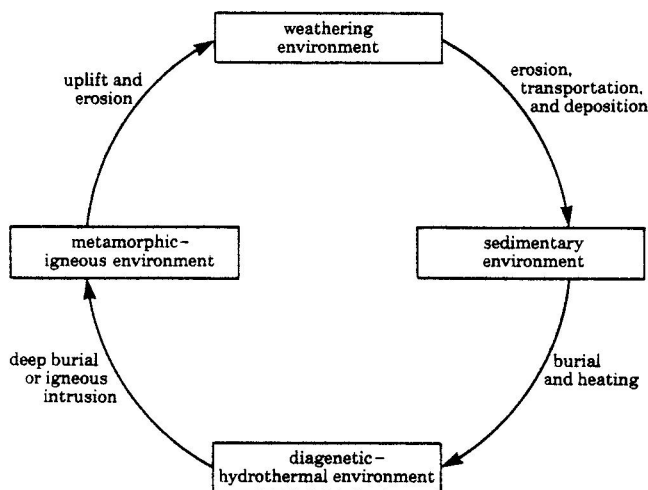 weathering
environment
uplift and
erosion
erosion,
transportation,
and deposition
metamorphic–
igneous environment
sedimentary
environment
deep burial
or igneous
intrusion
burial
and heating
diagenetic–
hydrothermal environment